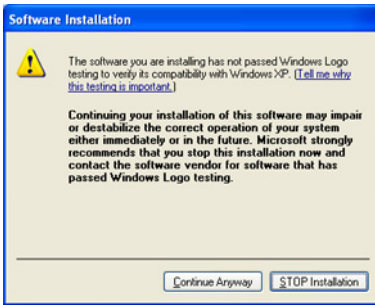 Software Installation
The software you are installing has not passed Windows Logo
testing to verify its compatibility with Windows XP. (Tell me why
this testing is important.)
Continuing your installation of this software may impair
or destabilize the correct operation of your system
either immediately or in the future. Microsoft strongly
recommends that you stop this installation now and
contact the software vendor for software that has
passed Windows Logo testing.
Continue Anyway
STOP Installation